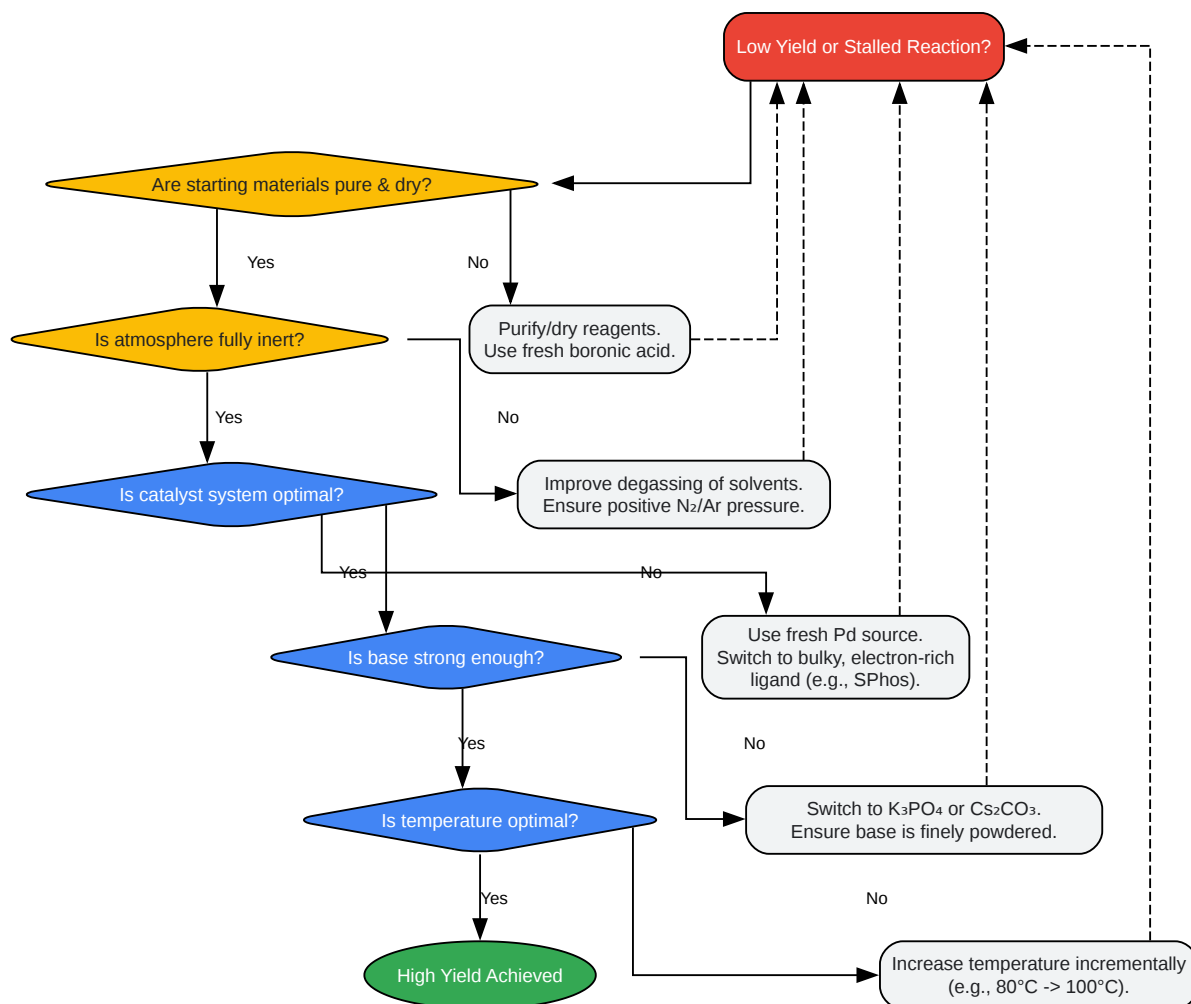 Low Yield or Stalled Reaction?
Are starting materials pure & dry?
Yes
No
Is atmosphere fully inert?
Purify/dry reagents.
Use fresh boronic acid.
Yes
No
Is catalyst system optimal?
Improve degassing of solvents.
Ensure positive N₂/Ar pressure.
Yes
No
Is base strong enough?
Use fresh Pd source.
Switch to bulky, electron-rich
ligand (e.g., SPhos).
Yes
No
Is temperature optimal?
Switch to K₃PO₄ or Cs₂CO₃.
Ensure base is finely powdered.
Yes
No
High Yield Achieved
Increase temperature incrementally
(e.g., 80°C -> 100°C).